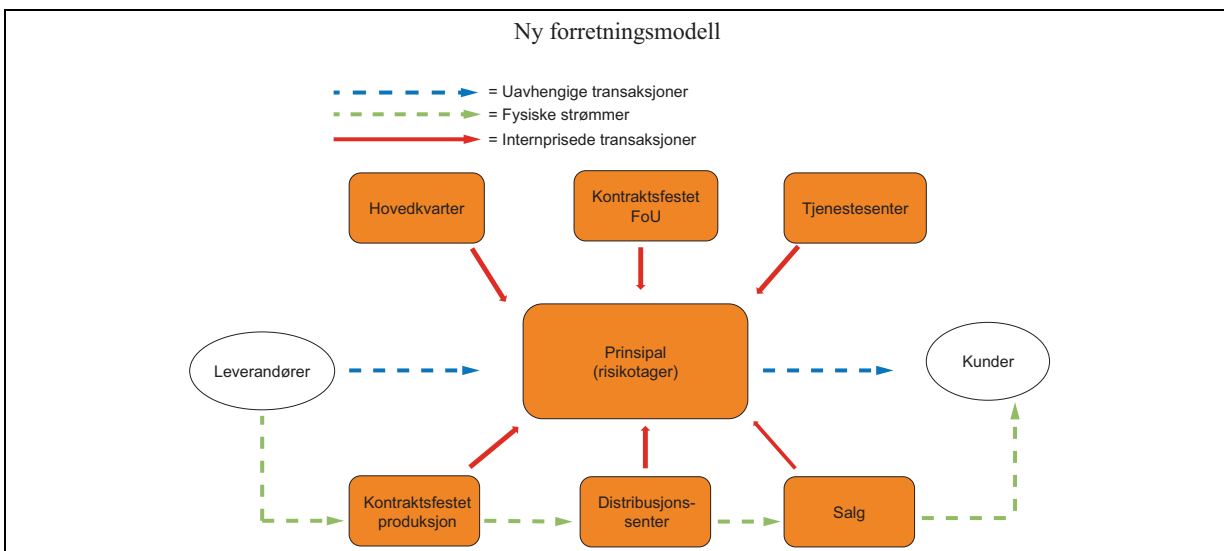 Ny forretningsmodell
= Uavhengige transaksjoner
= Fysiske strømmer
= Internprisede transaksjoner
Hovedkvarter
Kontraktsfestet
FoU
Tjenestesenter
Leverandører
Prinsipal
(risikotager)
Kunder
Kontraktsfestet
produksjon
Distribusjons-
senter
Salg